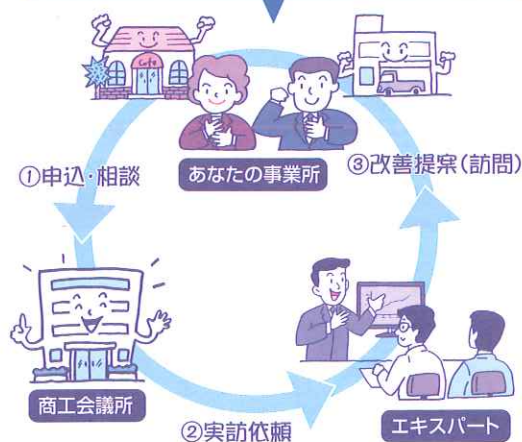 Cafe
あなたの事業所
①申込・相談
③改善提案(訪問)
商工会議所
②実訪依頼
エキスパート